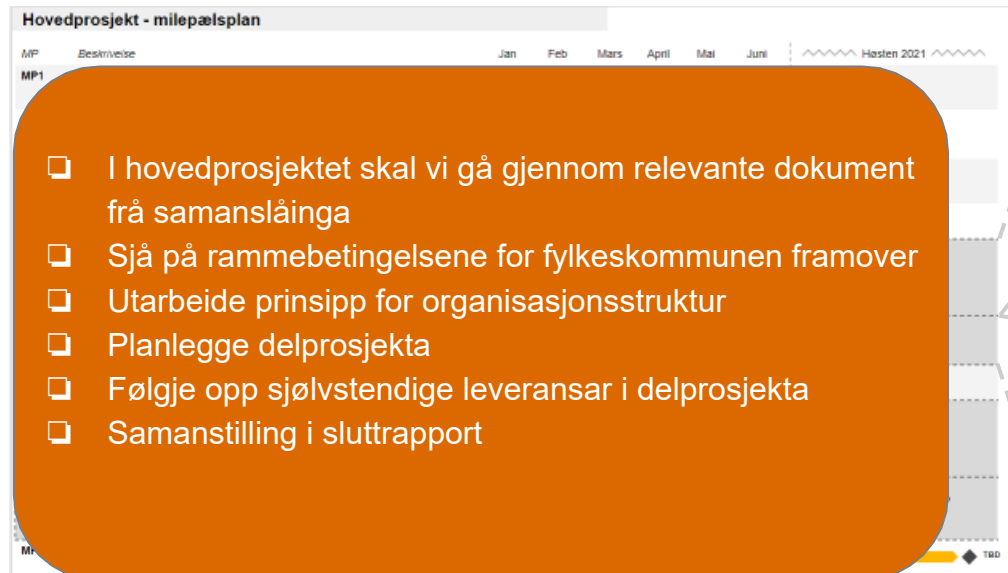 Hovedprosjekt - milepælsplan
MP Beskrivelse Jan Feb Mars April Mai Juni Høsten 2021
MP1
❏ I hovedprosjektet skal vi gå gjennom relevante dokument
frå samanslåinga
❏ Sjå på rammebetingelsene for fylkeskommunen framover
❏ Utarbeide prinsipp for organisasjonsstruktur
❏ Planlegge delprosjekta
❏ Følgje opp sjølvstendige leveransar i delprosjekta
❏ Samanstilling i sluttrapport
TBD